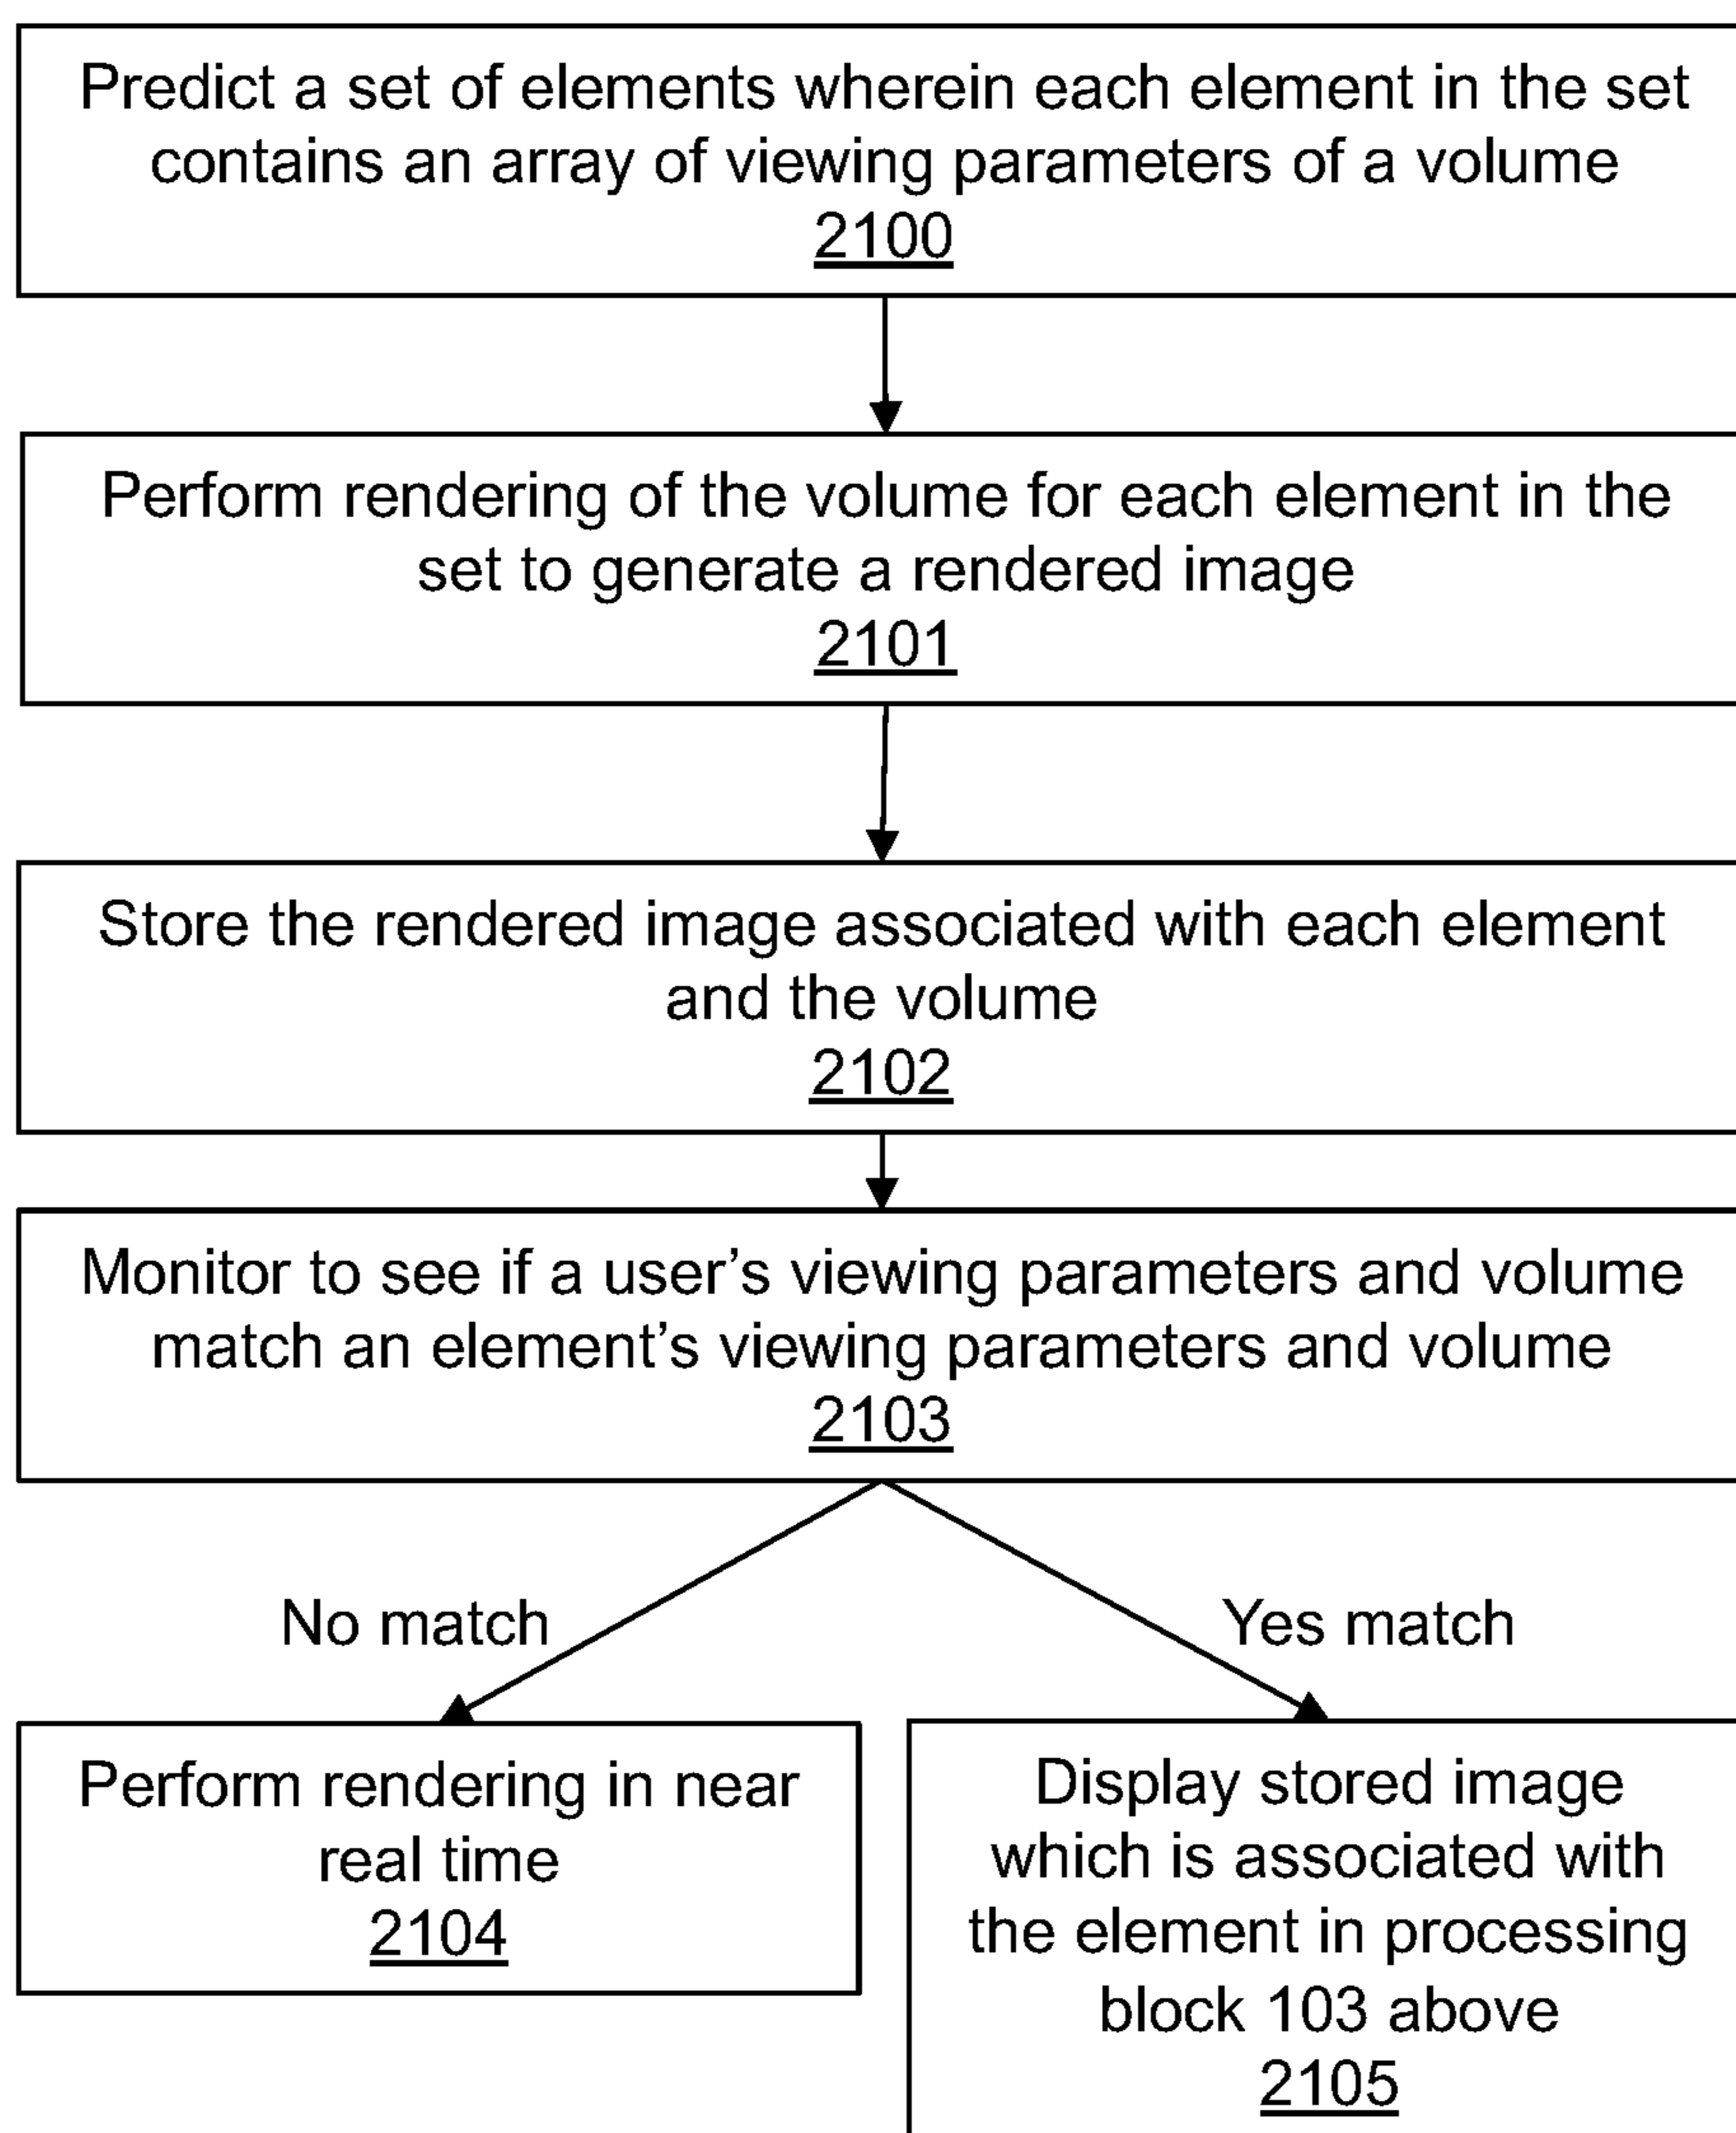 Predict a set of elements wherein each element in the set
contains an array of viewing parameters of a volume
2100
Perform rendering of the volume for each element in the
set to generate a rendered image
2101
Store the rendered image associated with each element
and the volume
2102
Monitor to see if a user’s viewing parameters and volume
match an element’s viewing parameters and volume
2103
No match
Yes match
Perform rendering in near
real time
2104
Display stored image
which is associated with
the element in processing
block 103 above
2105